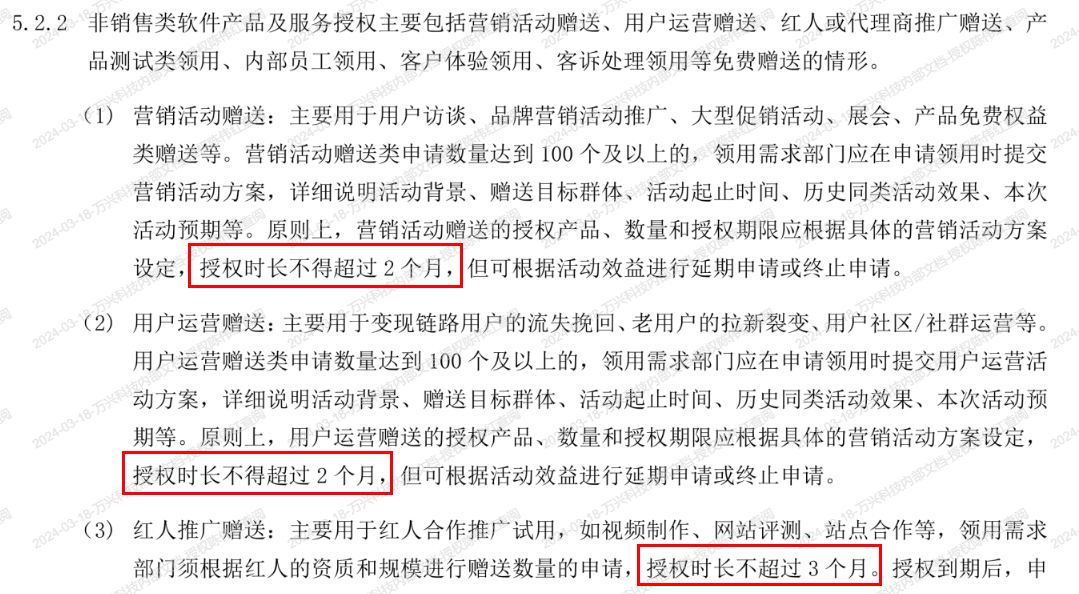 5.2.2 非销售类软件产品及服务授权主要包括营销活动赠送、用户运营赠送、红人或代理商推广赠送、产
品测试类领用、内部员工领用、客户体验领用、客诉处理领用等免费赠送的情形。
（1） 营销活动赠送：主要用于用户访谈、品牌营销活动推广、大型促销活动、展会、产品免费权益
类赠送等。营销活动赠送类申请数量达到 100 个及以上的，领用需求部门应在申请领用时提交
营销活动方案，详细说明活动背景、赠送目标群体、活动起止时间、历史同类活动效果、本次
活动预期等。原则上，营销活动赠送的授权产品、数量和授权期限应根据具体的营销活动方案
设定，授权时长不得超过 2 个月，但可根据活动效益进行延期申请或终止申请。
（2） 用户运营赠送：主要用于变现链路用户的流失挽回、老用户的拉新裂变、用户社区/社群运营等。
用户运营赠送类申请数量达到 100 个及以上的，领用需求部门应在申请领用时提交用户运营活
动方案，详细说明活动背景、赠送目标群体、活动起止时间、历史同类活动效果、本次活动预
期等。原则上，用户运营赠送的授权产品、数量和授权期限应根据具体的营销活动方案设定，
授权时长不得超过 2 个月，但可根据活动效益进行延期申请或终止申请。
（3） 红人推广赠送：主要用于红人合作推广试用，如视频制作、网站评测、站点合作等，领用需求
部门须根据红人的资质和规模进行赠送数量的申请，授权时长不超过 3 个月。授权到期后，申